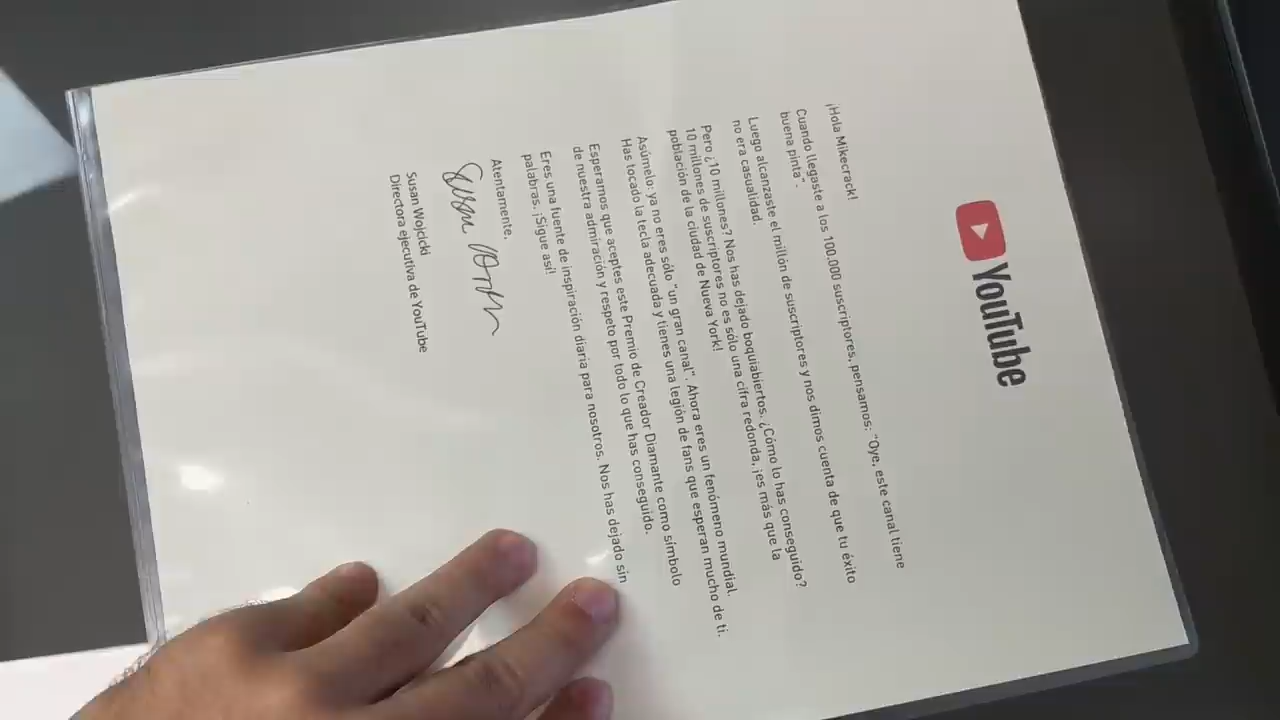 YouTube
¡Hola Mikecrack!
Cuando llegaste a los 100.000 suscriptores, pensamos: "Oye, este canal tiene
buena pinta".
Luego alcanzaste el millón de suscriptores y nos dimos cuenta de que tu éxito
no era casualidad.
Pero ¿10 millones? Nos has dejado boquiabiertos. ¿Cómo lo has conseguido?
10 millones de suscriptores no es sólo una cifra redonda, ¡es más que la
población de la ciudad de Nueva York!
Asúmelo: ya no eres sólo "un gran canal". Ahora eres un fenómeno mundial.
Has tocado la tecla adecuada y tienes una legión de fans que esperan mucho de ti.
Esperamos que aceptes este Premio de Creador Diamante como símbolo
de nuestra admiración y respeto por todo lo que has conseguido.
Eres una fuente de inspiración diaria para nosotros. Nos has dejado sin
palabras. ¡Sigue así!
Atentamente,
Susan Wojcicki
Directora ejecutiva de YouTube